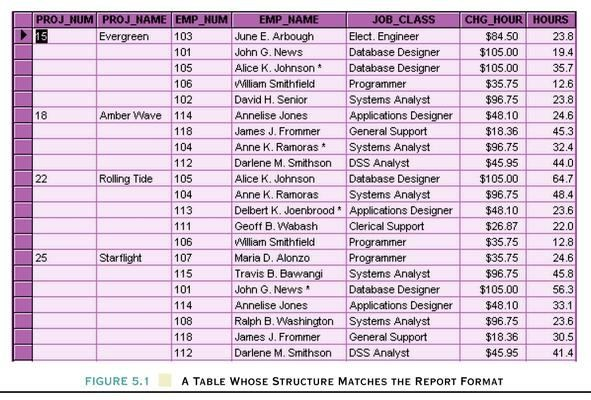 PROJ_NUM PROJ_NAME EMP_NUM EMP_NAME JOB_CLASS CHG_HOUR HOURS
15 Evergreen 103 June E. Arbough Elect. Engineer $84.50 23.8
101 John G. News Database Designer $105.00 19.4
105 Alice K. Johnson * Database Designer $105.00 35.7
106 William Smithfield Programmer $35.75 12.6
102 David H. Senior Systems Analyst $96.75 23.8
18 Amber Wave 114 Annelise Jones Applications Designer $48.10 24.6
118 James J. Frommer General Support $18.36 45.3
104 Anne K. Ramoras * Systems Analyst $96.75 32.4
112 Darlene M. Smithson DSS Analyst $45.95 44.0
22 Rolling Tide 105 Alice K. Johnson Database Designer $105.00 64.7
104 Anne K. Ramoras Systems Analyst $96.75 48.4
113 Delbert K. Joenbrood * Applications Designer $48.10 23.6
111 Geoff B. Wabash Clerical Support $26.87 22.0
106 William Smithfield Programmer $35.75 12.8
25 Starflight 107 Maria D. Alonzo Programmer $35.75 24.6
115 Travis B. Bawangi Systems Analyst $96.75 45.8
101 John G. News * Database Designer $105.00 56.3
114 Annelise Jones Applications Designer $48.10 33.1
108 Ralph B. Washington Systems Analyst $96.75 23.6
118 James J. Frommer General Support $18.36 30.5
112 Darlene M. Smithson DSS Analyst $45.95 41.4
FIGURE 5.1 A TABLE WHOSE STRUCTURE MATCHES THE REPORT FORMAT